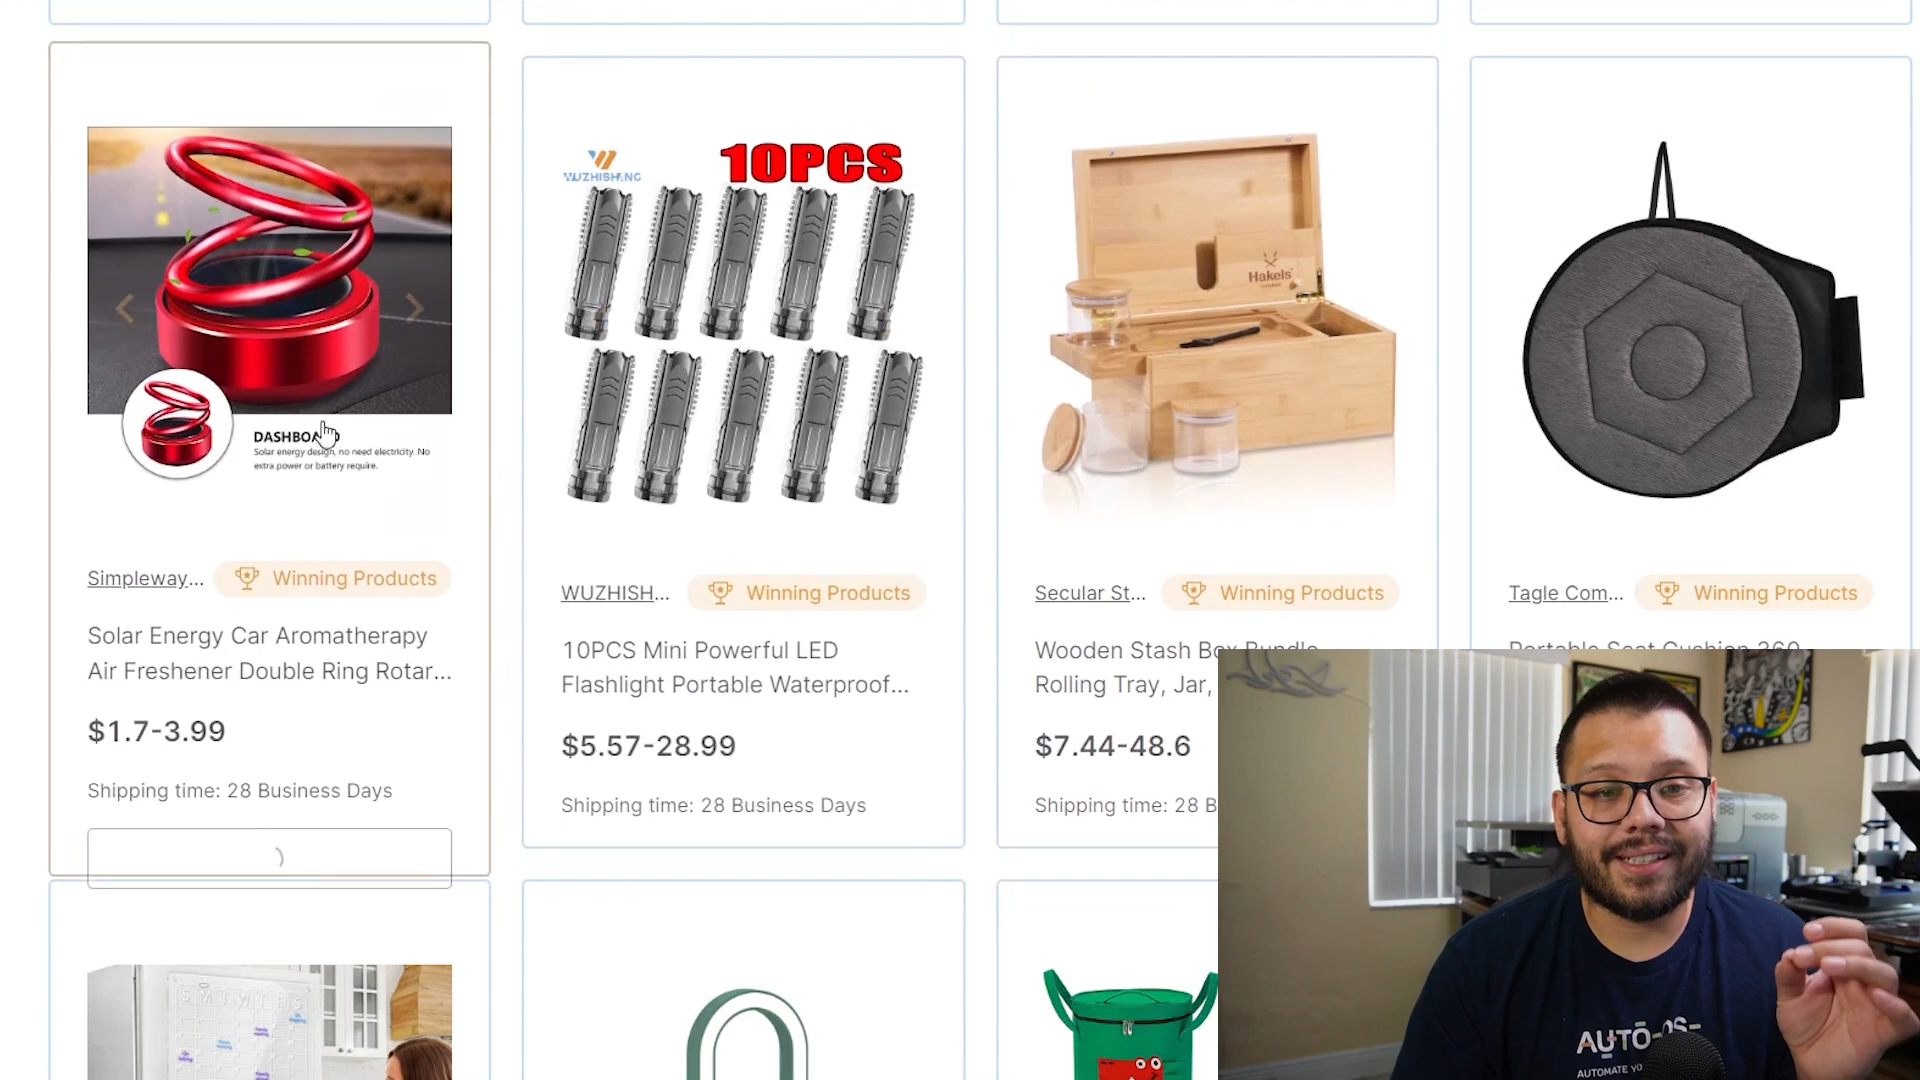 WUZHISHANG
10PCS
Hakels
DASHBOA
Solar energy design, no need electricity. No
extra power or battery require.
Simpleway...
Winning Products
WUZHISH...
Winning Products
Secular St...
Winning Products
Tagle Com...
Winning Products
Solar Energy Car Aromatherapy
Air Freshener Double Ring Rotar...
10PCS Mini Powerful LED
Flashlight Portable Waterproof...
Wooden Stash Box Bundle
Rolling Tray, Jar,
Portable Seat Cushion 360
$1.7-3.99
$5.57-28.99
$7.44-48.6
Shipping time: 28 Business Days
Shipping time: 28 Business Days
Shipping time: 28 B
S M T W T F S
AUTO-DS-
AUTOMATE YO